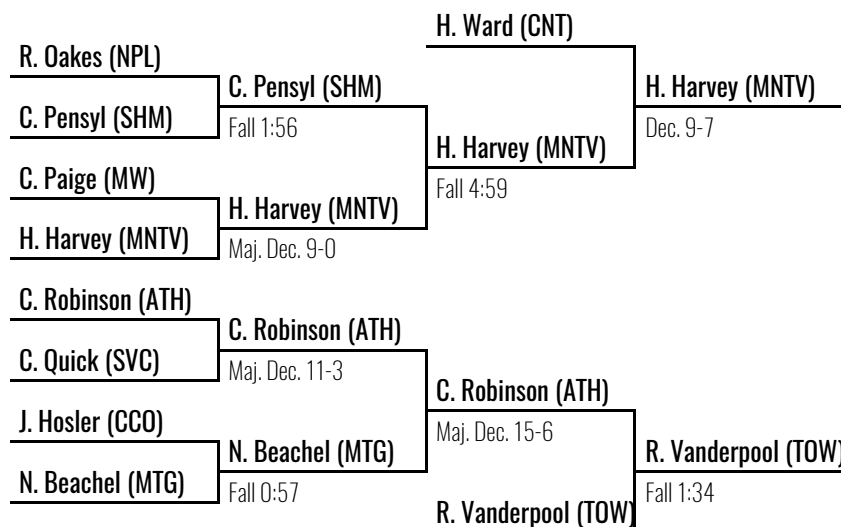 H. Ward (CNT)
R. Oakes (NPL)
C. Pensyl (SHM)
H. Harvey (MNTV)
C. Pensyl (SHM)
Fall 1:56
Dec. 9-7
H. Harvey (MNTV)
C. Paige (MW)
Fall 4:59
H. Harvey (MNTV)
H. Harvey (MNTV)
Maj. Dec. 9-0
C. Robinson (ATH)
C. Robinson (ATH)
C. Quick (SVC)
Maj. Dec. 11-3
C. Robinson (ATH)
J. Hosler (CCO)
Maj. Dec. 15-6
N. Beachel (MTG)
R. Vanderpool (TOW)
N. Beachel (MTG)
Fall 0:57
Fall 1:34
R. Vanderpool (TOW)